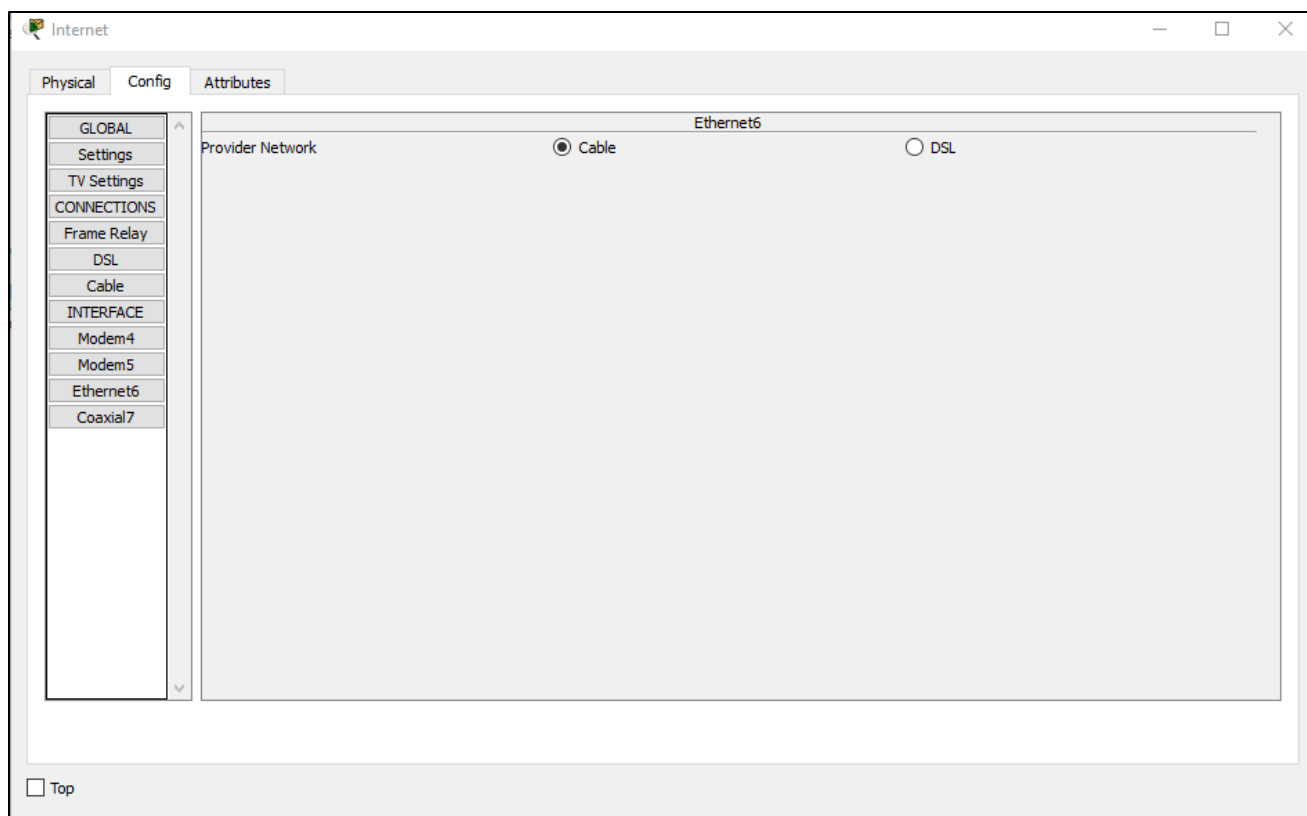 Internet
Physical Config Attributes
GLOBAL
Settings
TV Settings
CONNECTIONS
Frame Relay
DSL
Cable
INTERFACE
Modem4
Modem5
Ethernet6
Coaxial7
Ethernet6
Provider Network Cable DSL
Top